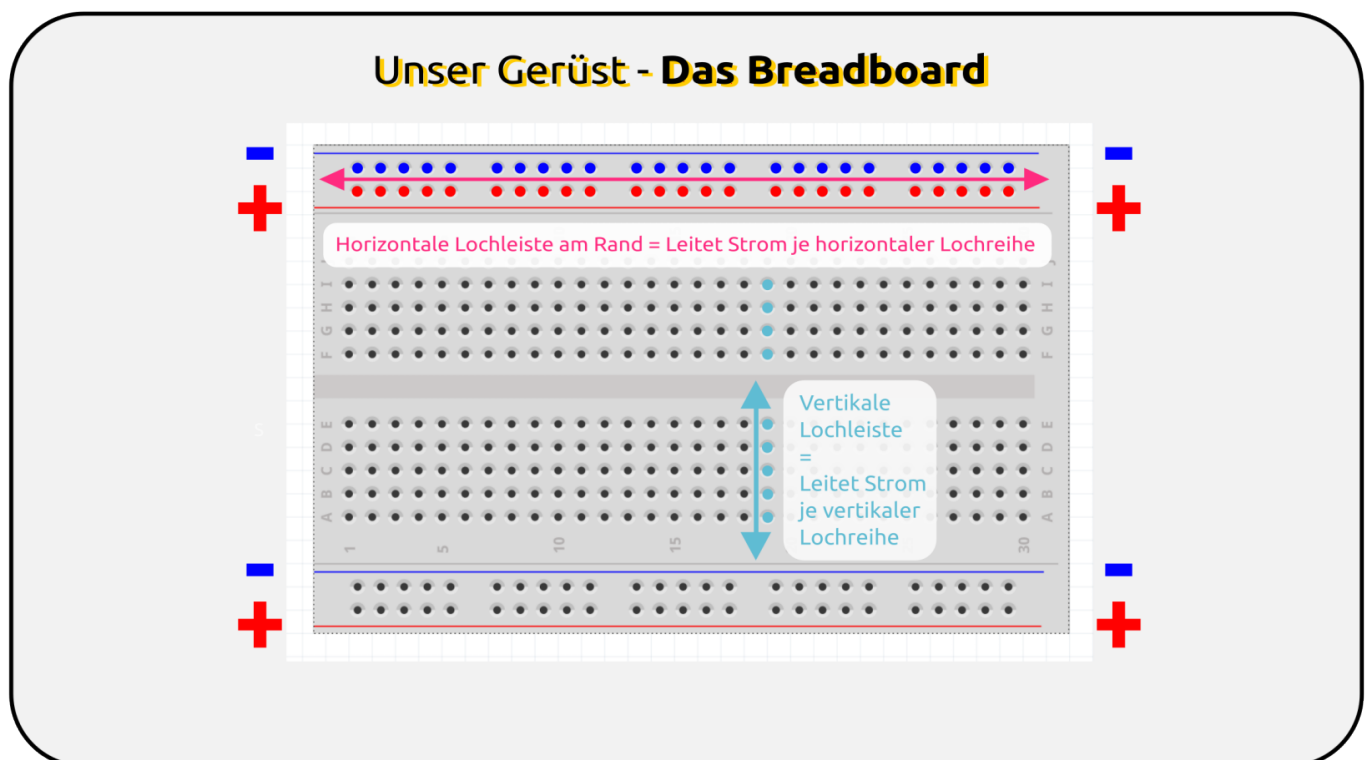 Unser Gerüst - Das Breadboard
-
-
+
+
Horizontale Lochleiste am Rand = Leitet Strom je horizontaler Lochreihe
I
I
H
H
G
G
F
F
Vertikale
Lochleiste
=
Leitet Strom
je vertikaler
Lochreihe
5
E
E
D
D
C
C
B
B
A
A
1
5
10
15
30
-
-
+
+